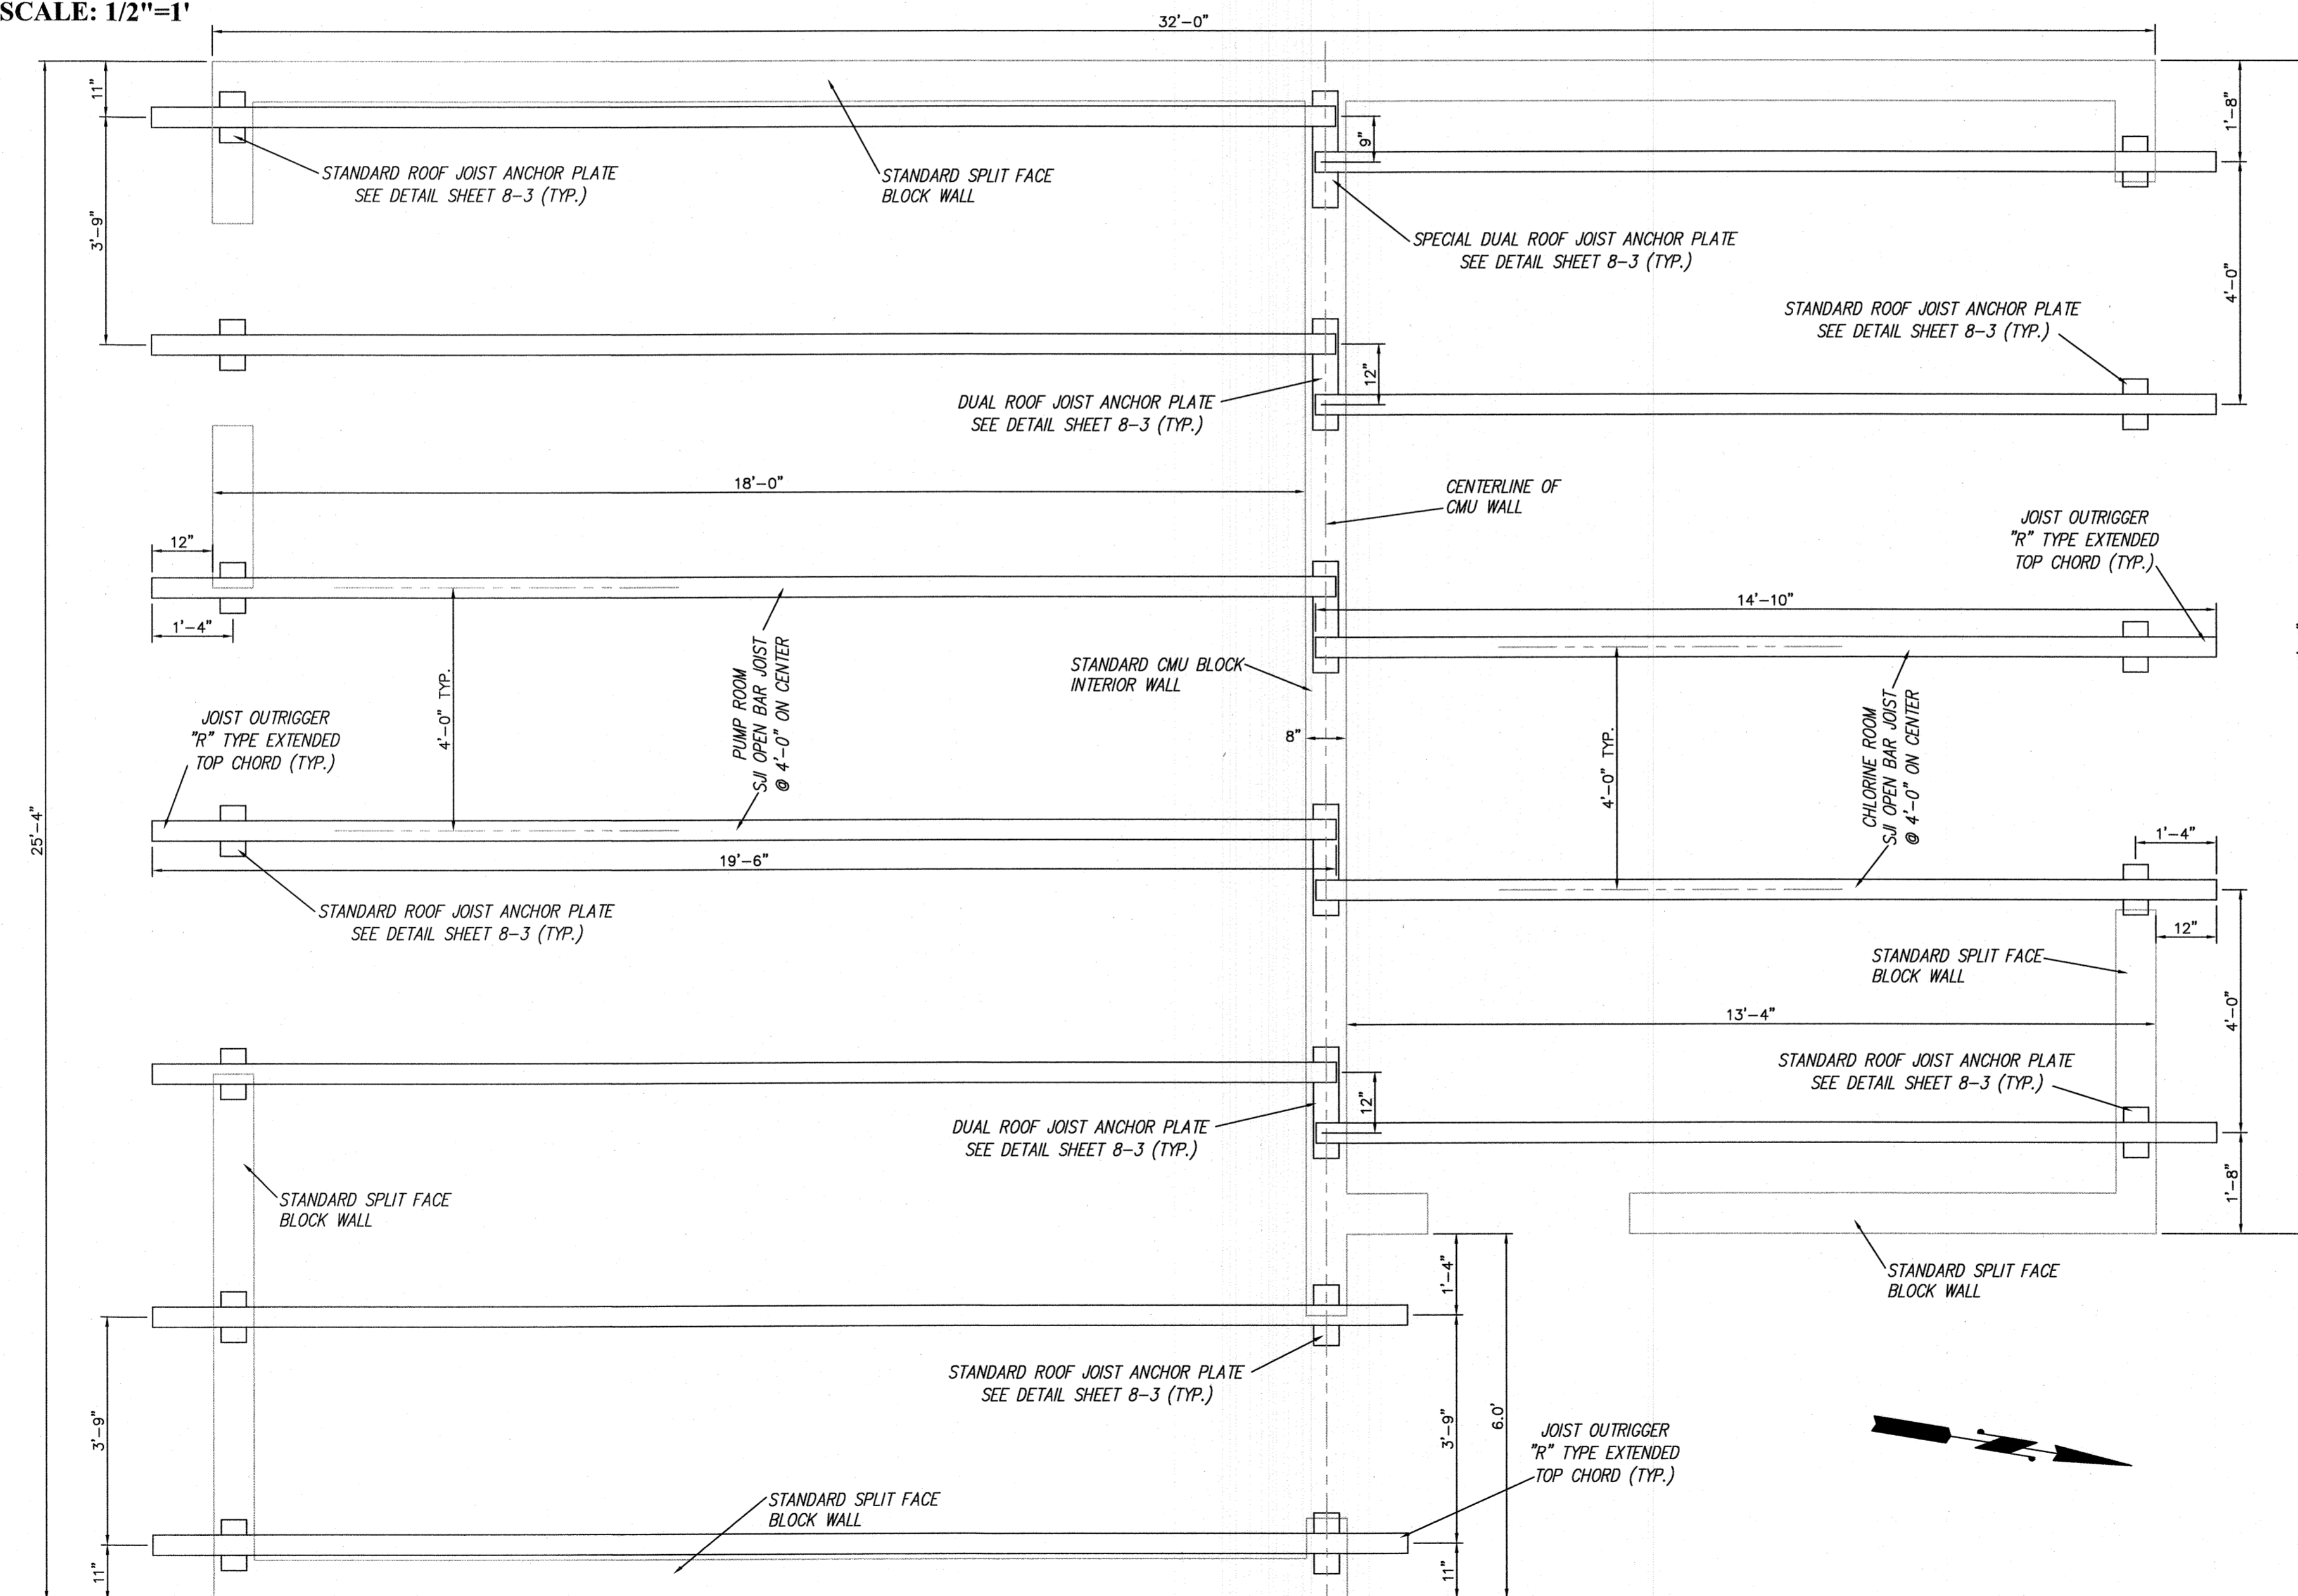 SCALE: 1/2"=1'
32'-0"
11"
1'-8"
9"
STANDARD ROOF JOIST ANCHOR PLATE
SEE DETAIL SHEET 8-3 (TYP.)
STANDARD SPLIT FACE
BLOCK WALL
3'-9"
SPECIAL DUAL ROOF JOIST ANCHOR PLATE
SEE DETAIL SHEET 8-3 (TYP.)
4'-0"
STANDARD ROOF JOIST ANCHOR PLATE
SEE DETAIL SHEET 8-3 (TYP.)
12"
DUAL ROOF JOIST ANCHOR PLATE
SEE DETAIL SHEET 8-3 (TYP.)
18'-0"
CENTERLINE OF
CMU WALL
JOIST OUTRIGGER
"R" TYPE EXTENDED
TOP CHORD (TYP.)
12"
14'-10"
1'-4"
4'-0" TYP.
PUMP ROOM
SJI OPEN BAR JOIST
@ 4'-0" ON CENTER
STANDARD CMU BLOCK
INTERIOR WALL
JOIST OUTRIGGER
"R" TYPE EXTENDED
TOP CHORD (TYP.)
8"
4'-0" TYP.
CHLORINE ROOM
SJI OPEN BAR JOIST
@ 4'-0" ON CENTER
25'-4"
1'-4"
19'-6"
STANDARD ROOF JOIST ANCHOR PLATE
SEE DETAIL SHEET 8-3 (TYP.)
12"
STANDARD SPLIT FACE
BLOCK WALL
13'-4"
4'-0"
STANDARD ROOF JOIST ANCHOR PLATE
SEE DETAIL SHEET 8-3 (TYP.)
12"
DUAL ROOF JOIST ANCHOR PLATE
SEE DETAIL SHEET 8-3 (TYP.)
STANDARD SPLIT FACE
BLOCK WALL
1'-8"
1'-4"
STANDARD SPLIT FACE
BLOCK WALL
STANDARD ROOF JOIST ANCHOR PLATE
SEE DETAIL SHEET 8-3 (TYP.)
3'-9"
3'-9"
6.0'
JOIST OUTRIGGER
"R" TYPE EXTENDED
TOP CHORD (TYP.)
STANDARD SPLIT FACE
BLOCK WALL
11"
11"